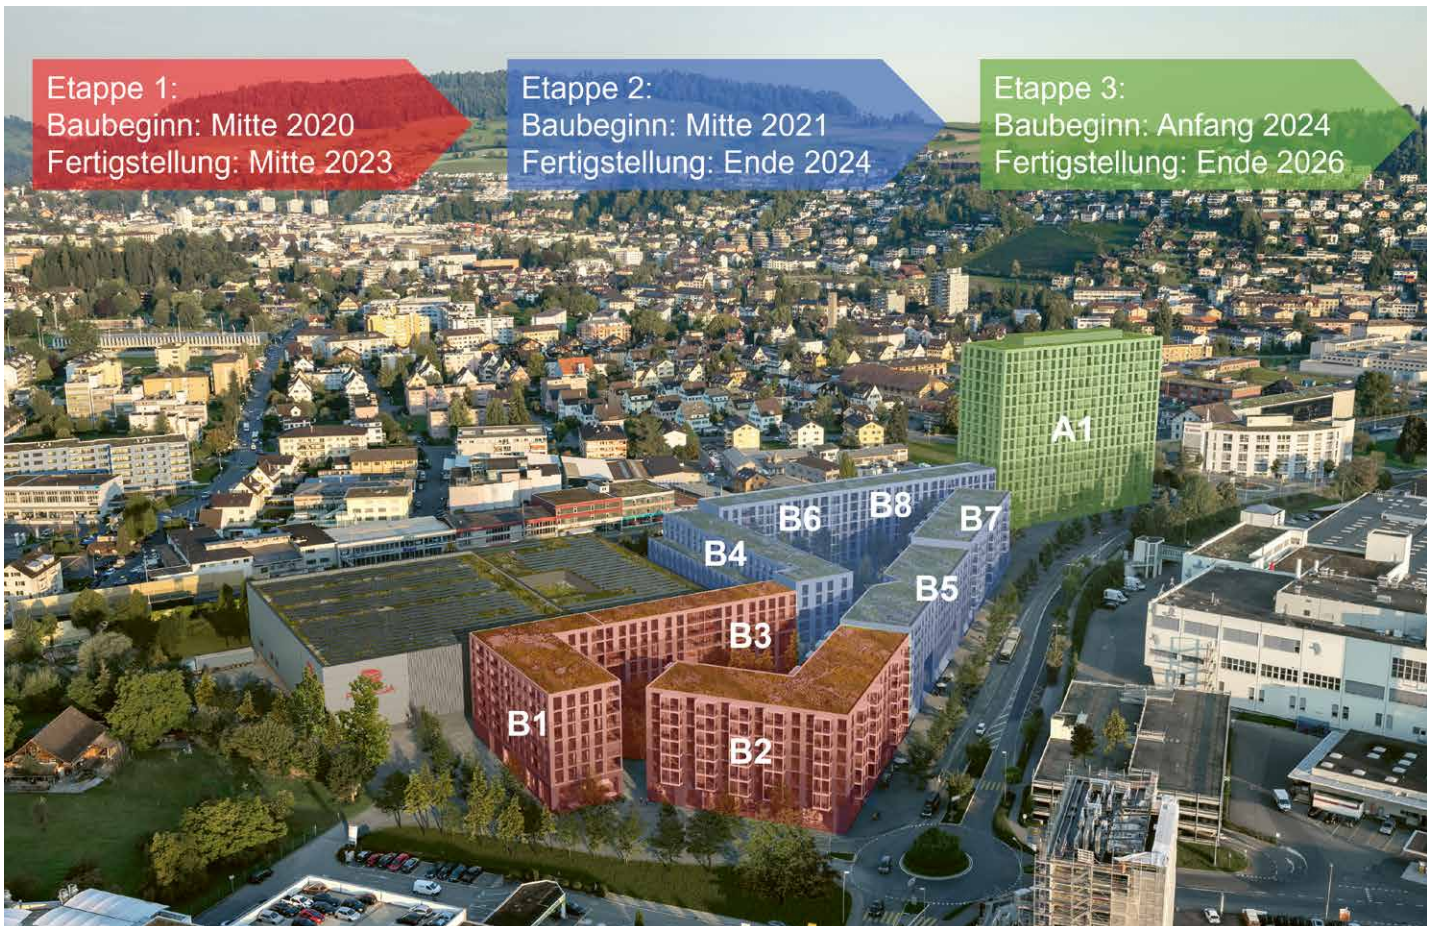 Etappe 1:
Baubeginn: Mitte 2020
Fertigstellung: Mitte 2023
Etappe 2:
Baubeginn: Mitte 2021
Fertigstellung: Ende 2024
Etappe 3:
Baubeginn: Anfang 2024
Fertigstellung: Ende 2026
A1
B6
B8
B7
B4
B5
B3
B1
B2